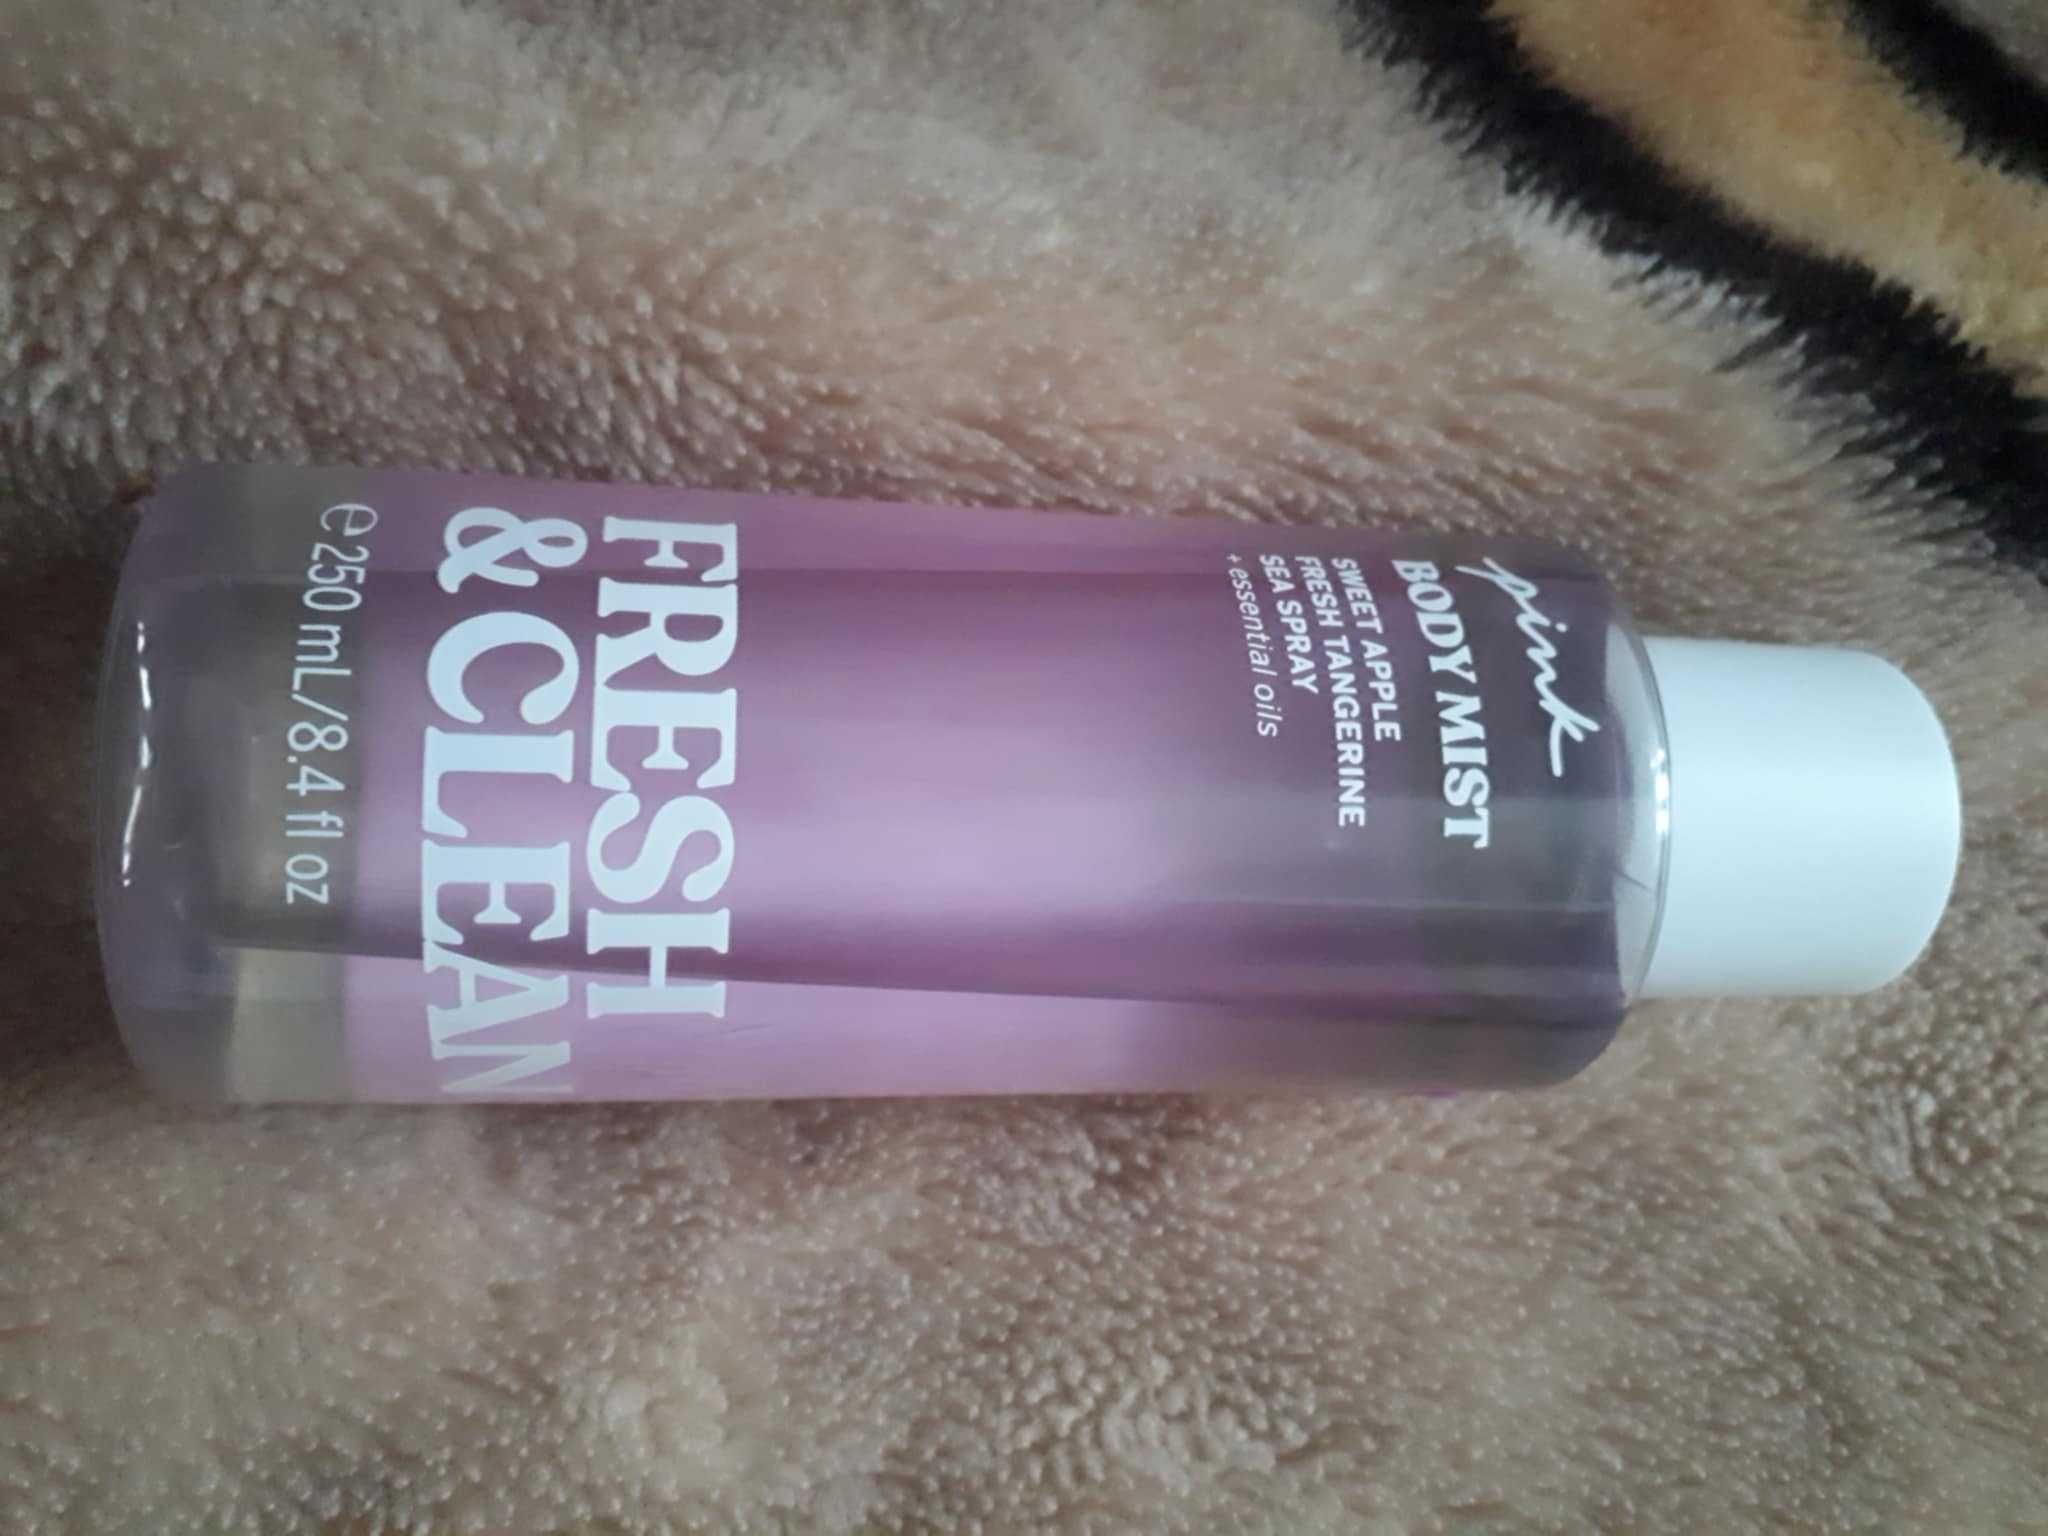 pink
BODY MIST
SWEET APPLE
FRESH TANGERINE
SEA SPRAY
+ essential oils
FRESH
& CLEAN
℮ 250 mL/8.4 fl oz